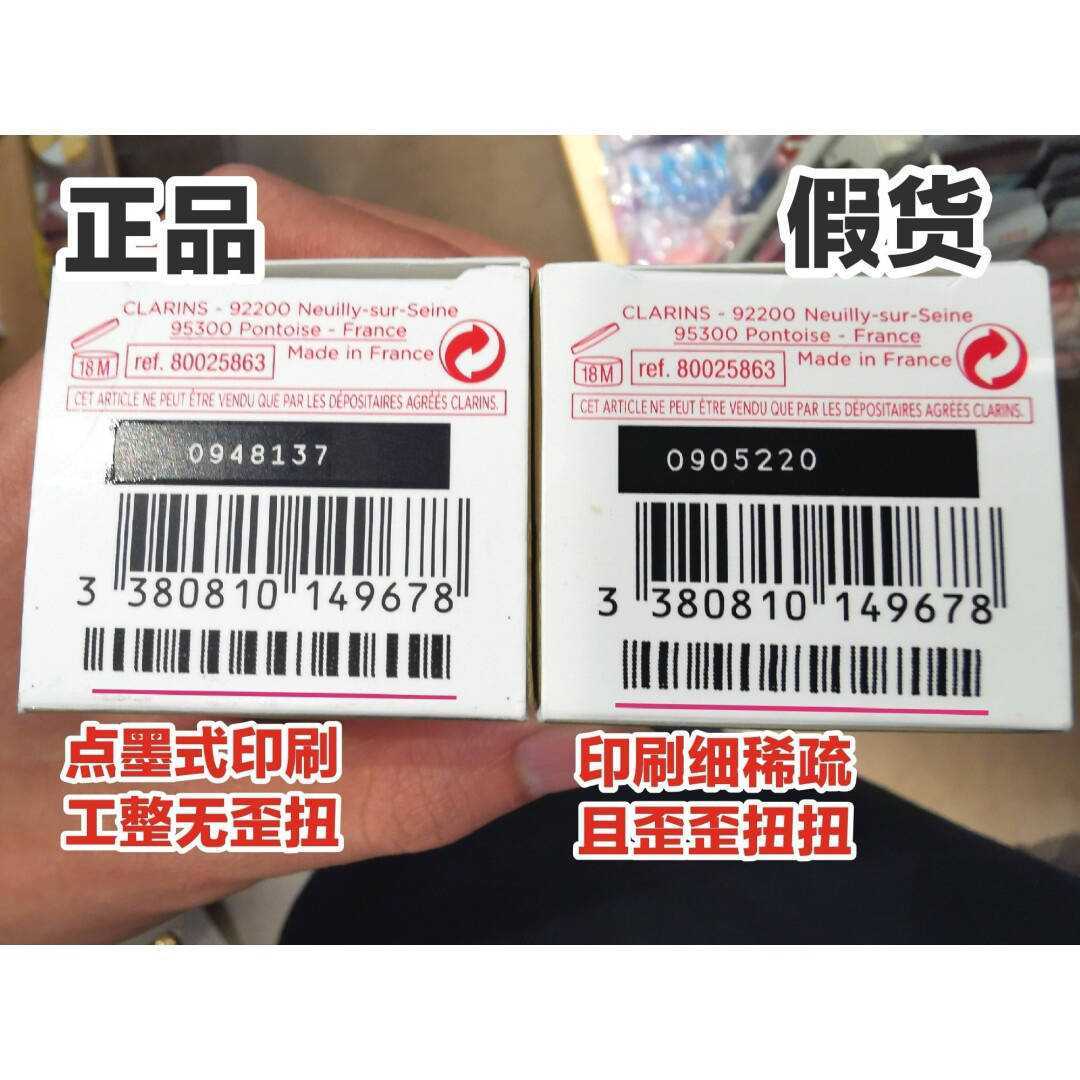 正品
CLARINS - 92200 Neuilly-sur-Seine
95300 Pontoise - France
18M
ref. 80025863
Made in France
CET ARTICLE NE PEUT ÊTRE VENDU QUE PAR LES DÉPOSITAIRES AGRÉÉS CLARINS.
0948137
3 380810 149678
点墨式印刷
工整无歪扭
假货
CLARINS - 92200 Neuilly-sur-Seine
95300 Pontoise - France
18M
ref. 80025863
Made in France
CET ARTICLE NE PEUT ÊTRE VENDU QUE PAR LES DÉPOSITAIRES AGRÉÉS CLARINS.
0905220
3 380810 149678
印刷细稀疏
且歪歪扭扭